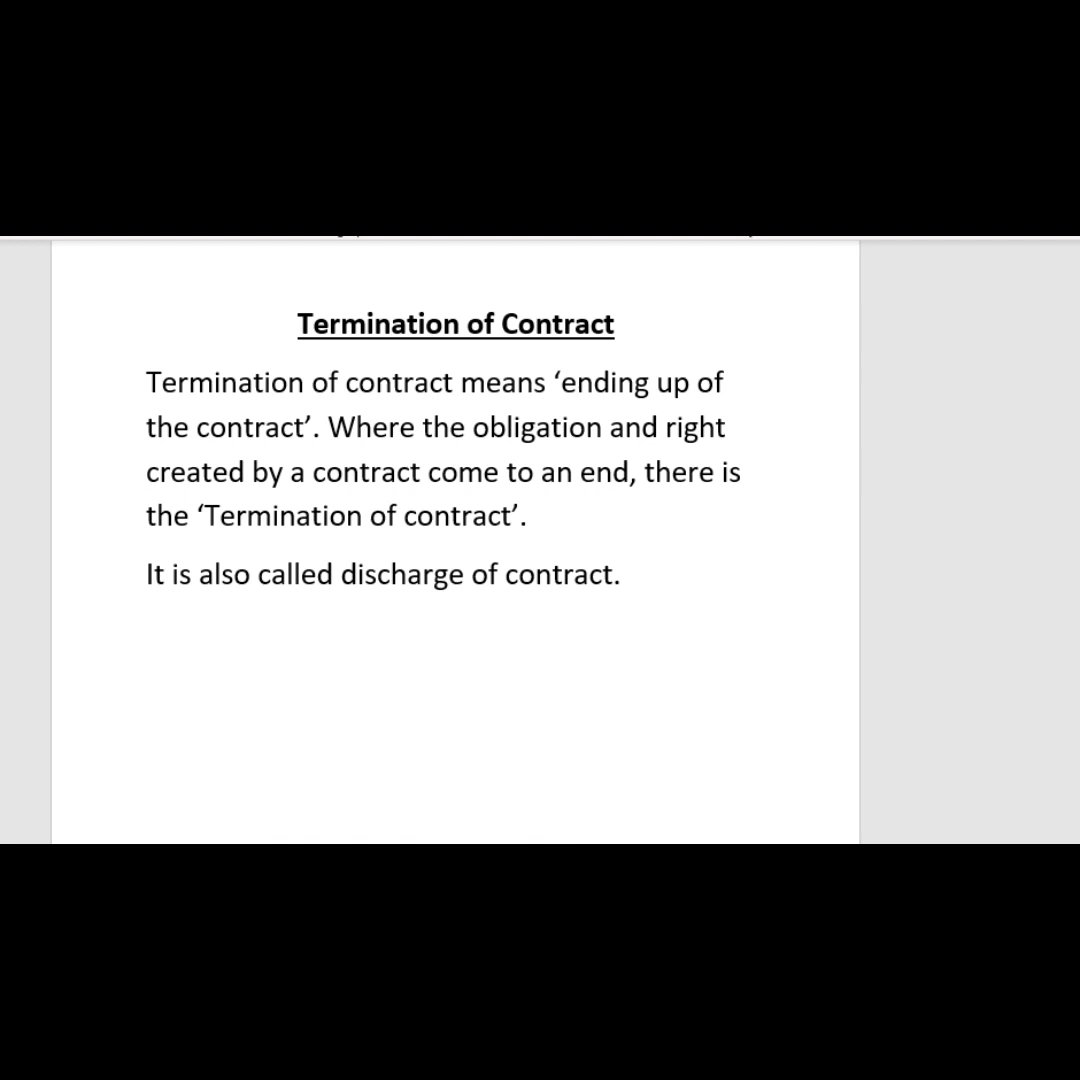 Termination of Contract
Termination of contract means ‘ending up of
the contract’. Where the obligation and right
created by a contract come to an end, there is
the ‘Termination of contract’.
It is also called discharge of contract.